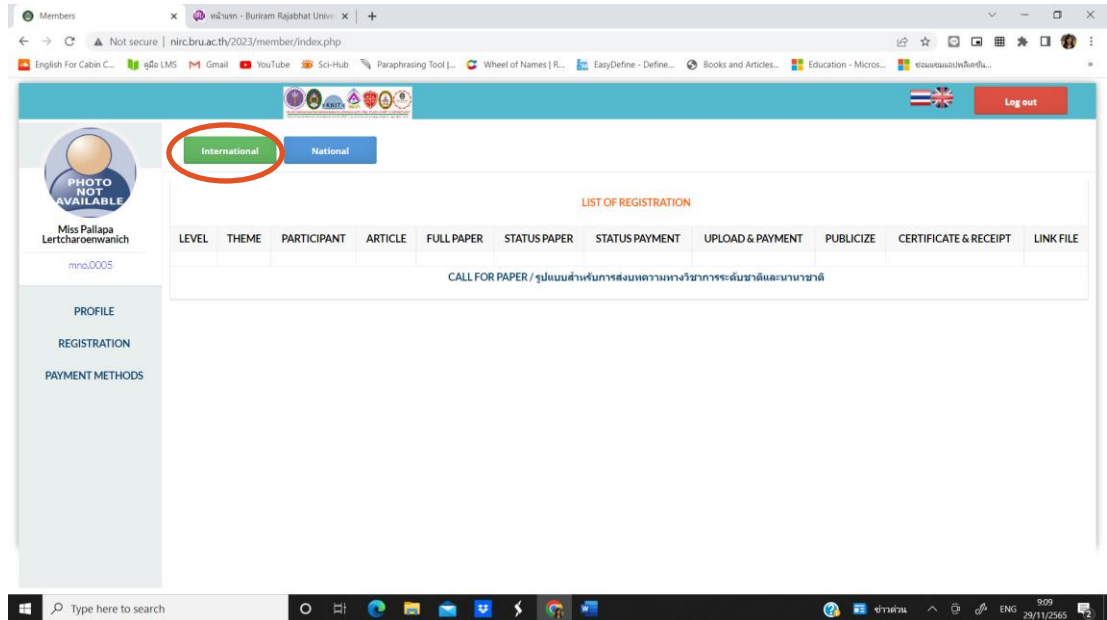 Members
หน้าแรก - Buriram Rajabhat Unive
Not secure | nirc.bru.ac.th/2023/member/index.php
English For Cabin C... คู่มือ LMS Gmail YouTube Sci-Hub Paraphrasing Tool |... Wheel of Names | R... EasyDefine - Define... Books and Articles... Education - Micros...
Log out
International National
PHOTO
NOT
AVAILABLE
LIST OF REGISTRATION
Miss Pallapa
Lertcharoenwanich
LEVEL THEME PARTICIPANT ARTICLE FULL PAPER STATUS PAPER STATUS PAYMENT UPLOAD & PAYMENT PUBLICIZE CERTIFICATE & RECEIPT LINK FILE
mno.0005
CALL FOR PAPER / รูปแบบสำหรับการส่งบทความทางวิชาการระดับชาติและนานาชาติ
PROFILE
REGISTRATION
PAYMENT METHODS
Type here to search
ข่าวด่วน
ENG
9:09
29/11/2565
2